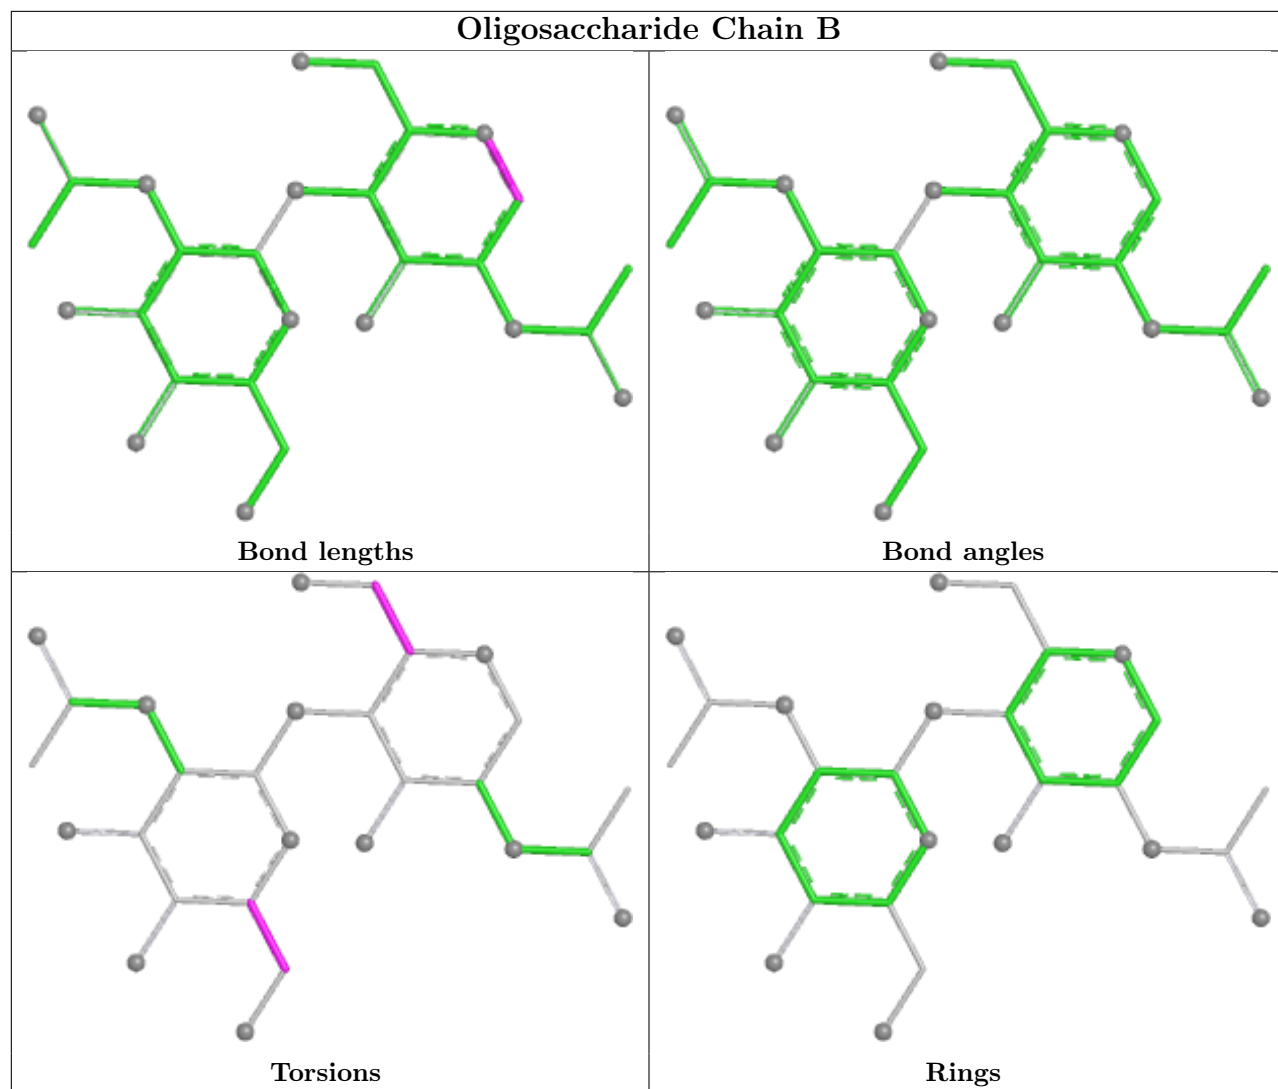 Oligosaccharide Chain B
Bond lengths
Bond angles
Torsions
Rings